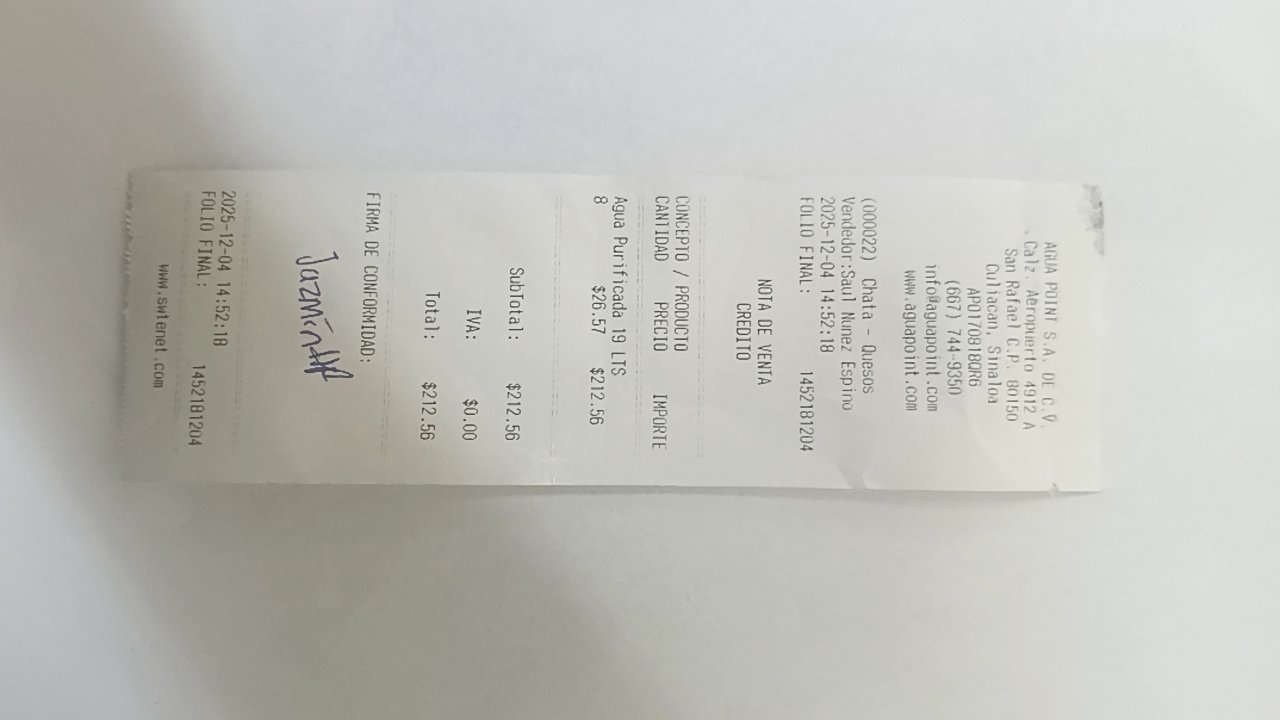 AGUA POINT S.A. DE C.V.
. Calz. Aeropuerto 4912 A
San Rafael C.P. 80150
Culiacan, Sinaloa
APO170818QR6
(667) 744-9350
info@aguapoint.com
www.aguapoint.com
(000022) Chata - Quesos
Vendedor:Saul Nunez Espino
2025-12-04 14:52:18
FOLIO FINAL: 1452181204
NOTA DE VENTA
CREDITO
CONCEPTO / PRODUCTO
CANTIDAD PRECIO IMPORTE
Agua Purificada 19 LTS
8 $26.57 $212.56
SubTotal: $212.56
IVA: $0.00
Total: $212.56
FIRMA DE CONFORMIDAD:
Jazmín
2025-12-04 14:52:18
FOLIO FINAL: 1452181204
www.swtenet.com